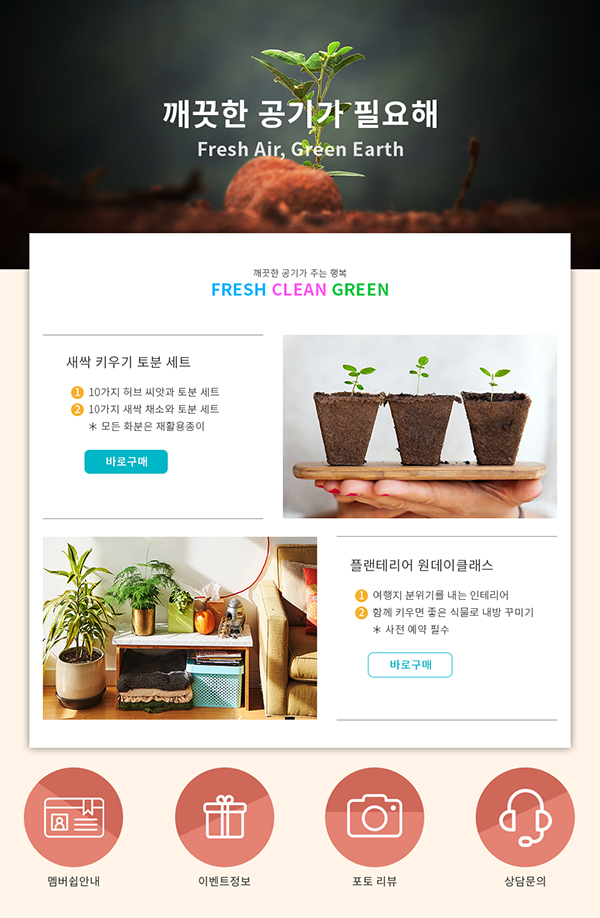 깨끗한 공기가 필요해
Fresh Air, Green Earth
깨끗한 공기가 주는 행복
FRESH CLEAN GREEN
새싹 키우기 토분 세트
1 10가지 허브 씨앗과 토분 세트
2 10가지 새싹 채소와 토분 세트
＊ 모든 화분은 재활용종이
바로구매
플랜테리어 원데이클래스
1 여행지 분위기를 내는 인테리어
2 함께 키우면 좋은 식물로 내방 꾸미기
＊ 사전 예약 필수
바로구매
멤버쉽안내
이벤트정보
포토 리뷰
상담문의